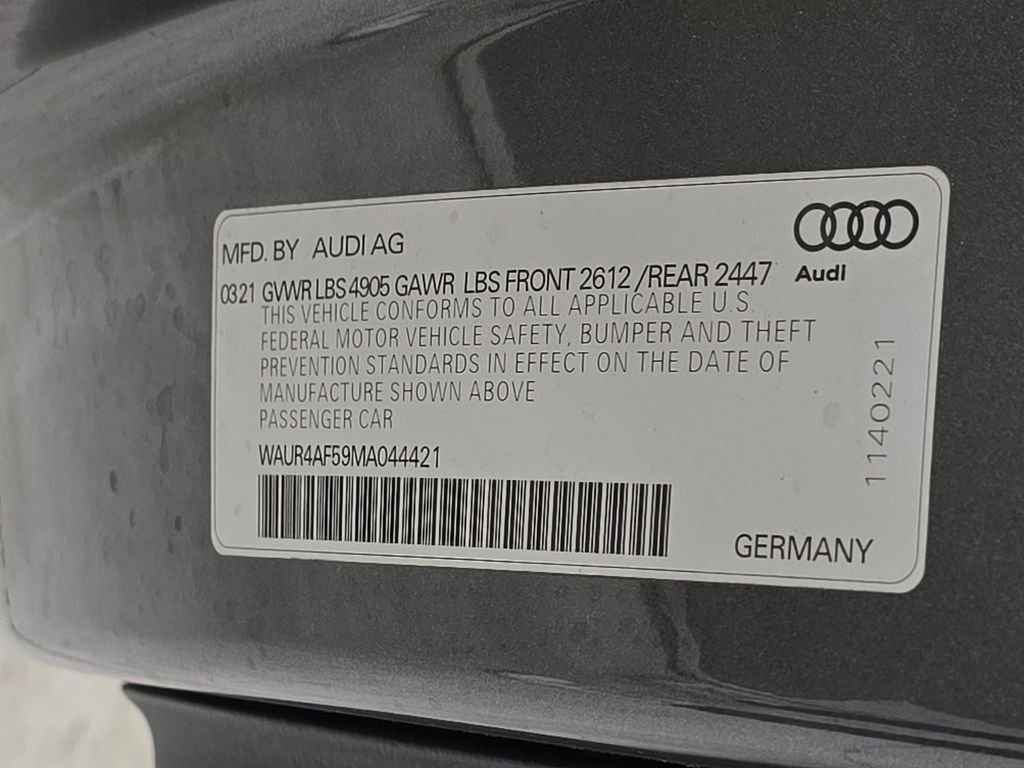 MFD. BY AUDI AG
Audi
0321 GVWR LBS 4905 GAWR LBS FRONT 2612 /REAR 2447
THIS VEHICLE CONFORMS TO ALL APPLICABLE U.S.
FEDERAL MOTOR VEHICLE SAFETY, BUMPER AND THEFT
PREVENTION STANDARDS IN EFFECT ON THE DATE OF
MANUFACTURE SHOWN ABOVE
PASSENGER CAR
WAUR4AF59MA044421
1140221
GERMANY